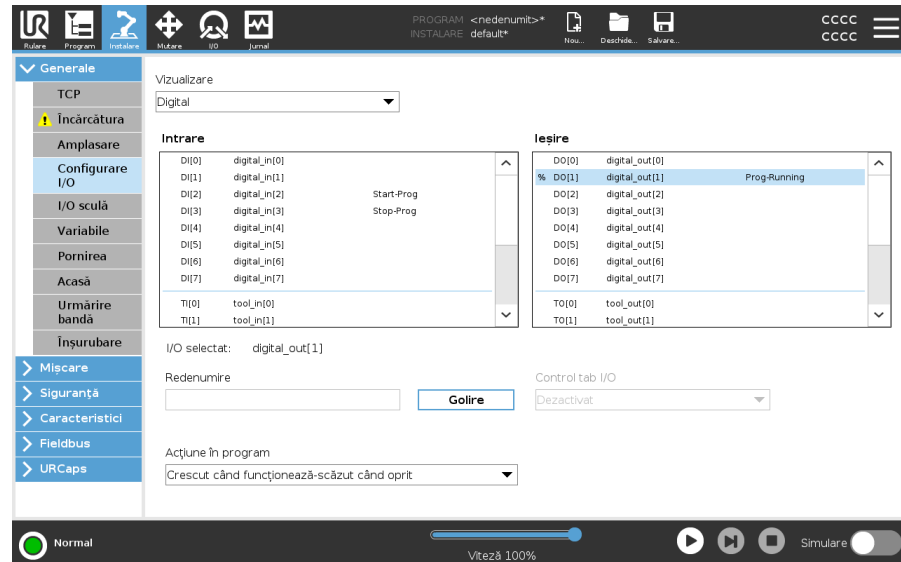 PROGRAM <nedenumit>*
INSTALARE default*
CCCC
CCCC
Rulare
Program
Instalare
Mutare
I/O
Jurnal
Nou...
Deschide...
Salvare...
Generale
TCP
Încărcătura
Amplasare
Configurare
I/O
I/O sculă
Variabile
Pornirea
Acasă
Urmărire
bandă
Înșurubare
Mișcare
Siguranță
Caracteristici
Fieldbus
URCaps
Vizualizare
Digital
Intrare
DI[0] digital_in[0]
DI[1] digital_in[1]
DI[2] digital_in[2] Start-Prog
DI[3] digital_in[3] Stop-Prog
DI[4] digital_in[4]
DI[5] digital_in[5]
DI[6] digital_in[6]
DI[7] digital_in[7]
TI[0] tool_in[0]
TI[1] tool_in[1]
Ieșire
DO[0] digital_out[0]
% DO[1] digital_out[1] Prog-Running
DO[2] digital_out[2]
DO[3] digital_out[3]
DO[4] digital_out[4]
DO[5] digital_out[5]
DO[6] digital_out[6]
DO[7] digital_out[7]
TO[0] tool_out[0]
TO[1] tool_out[1]
I/O selectat: digital_out[1]
Redenumire
Golire
Control tab I/O
Dezactivat
Acțiune în program
Crescut când funcționează-scăzut când oprit
Normal
Viteză 100%
Simulare